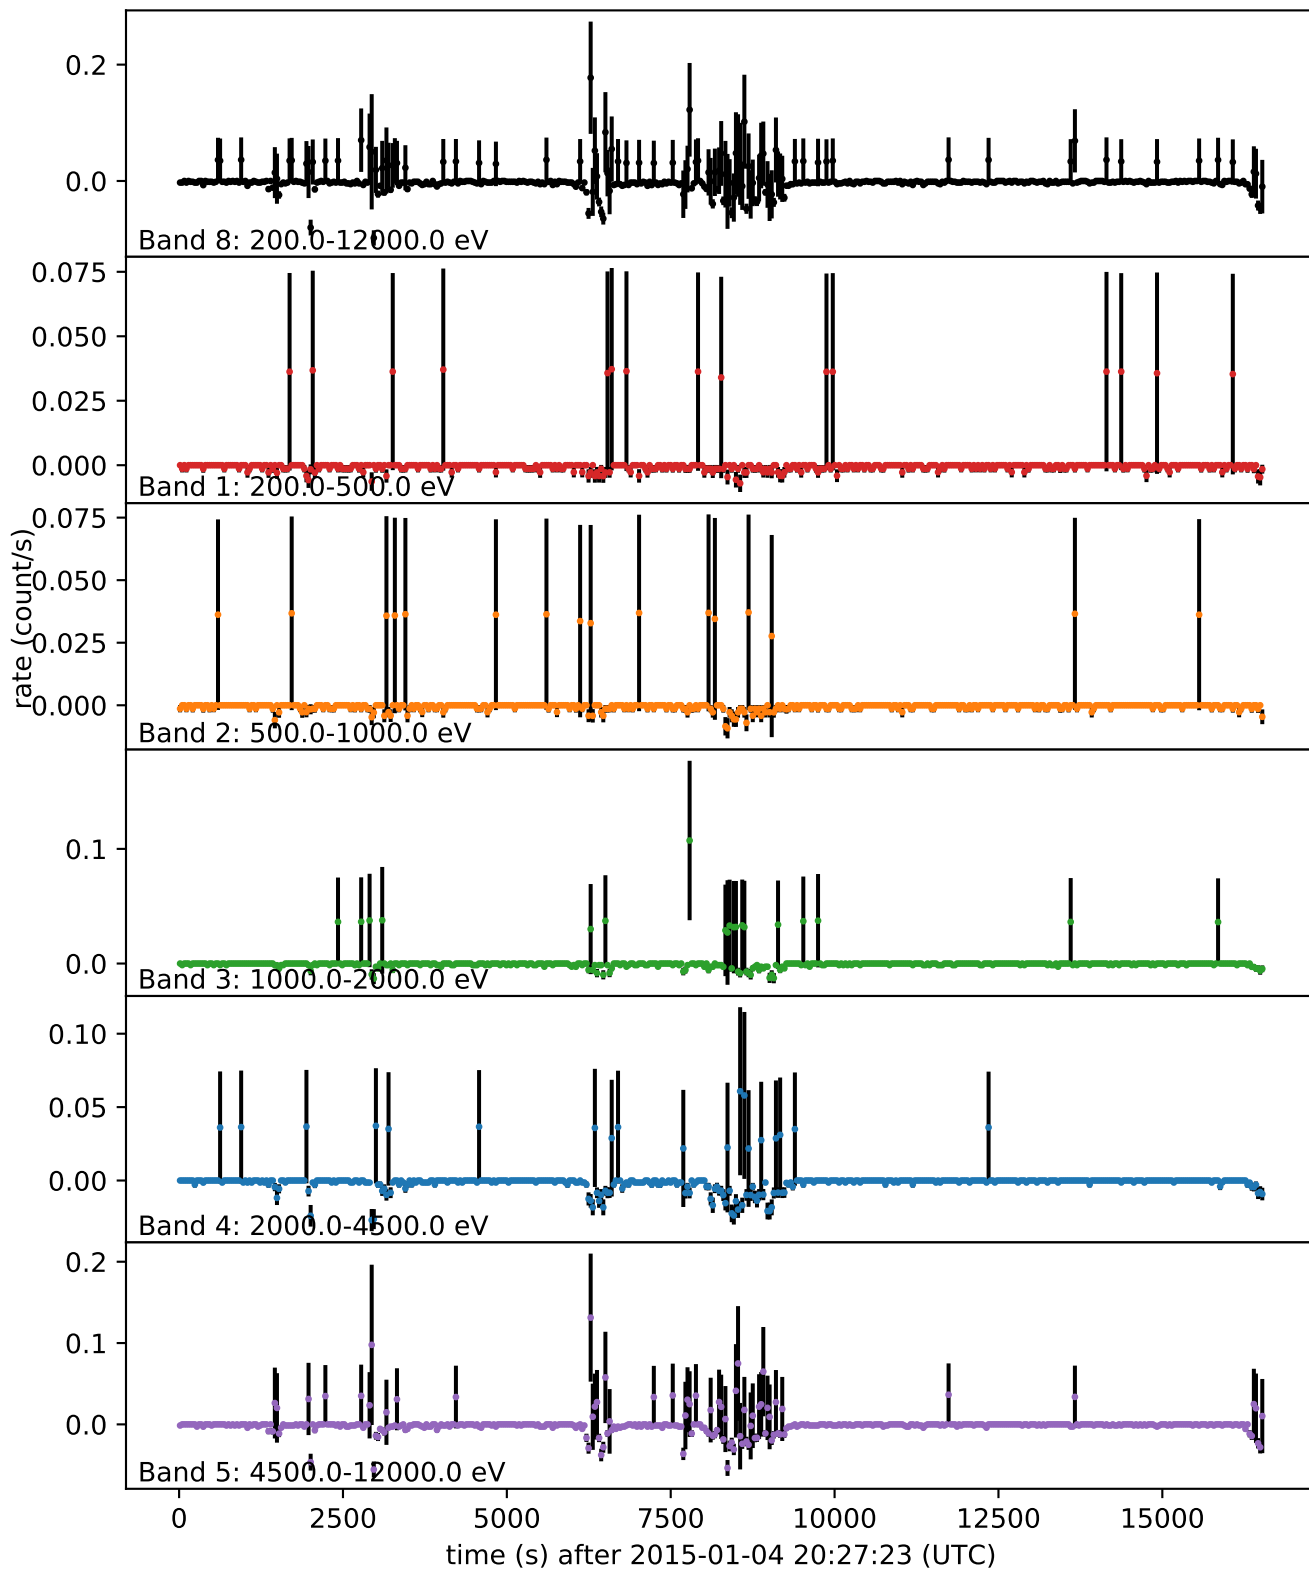 0.2
0.0
Band 8: 200.0-12000.0 eV
0.075
0.050
0.025
0.000
Band 1: 200.0-500.0 eV
0.075
0.050
0.025
0.000
Band 2: 500.0-1000.0 eV
rate (count/s)
0.1
0.0
Band 3: 1000.0-2000.0 eV
0.10
0.05
0.00
Band 4: 2000.0-4500.0 eV
0.2
0.1
0.0
Band 5: 4500.0-12000.0 eV
0 2500 5000 7500 10000 12500 15000
time (s) after 2015-01-04 20:27:23 (UTC)